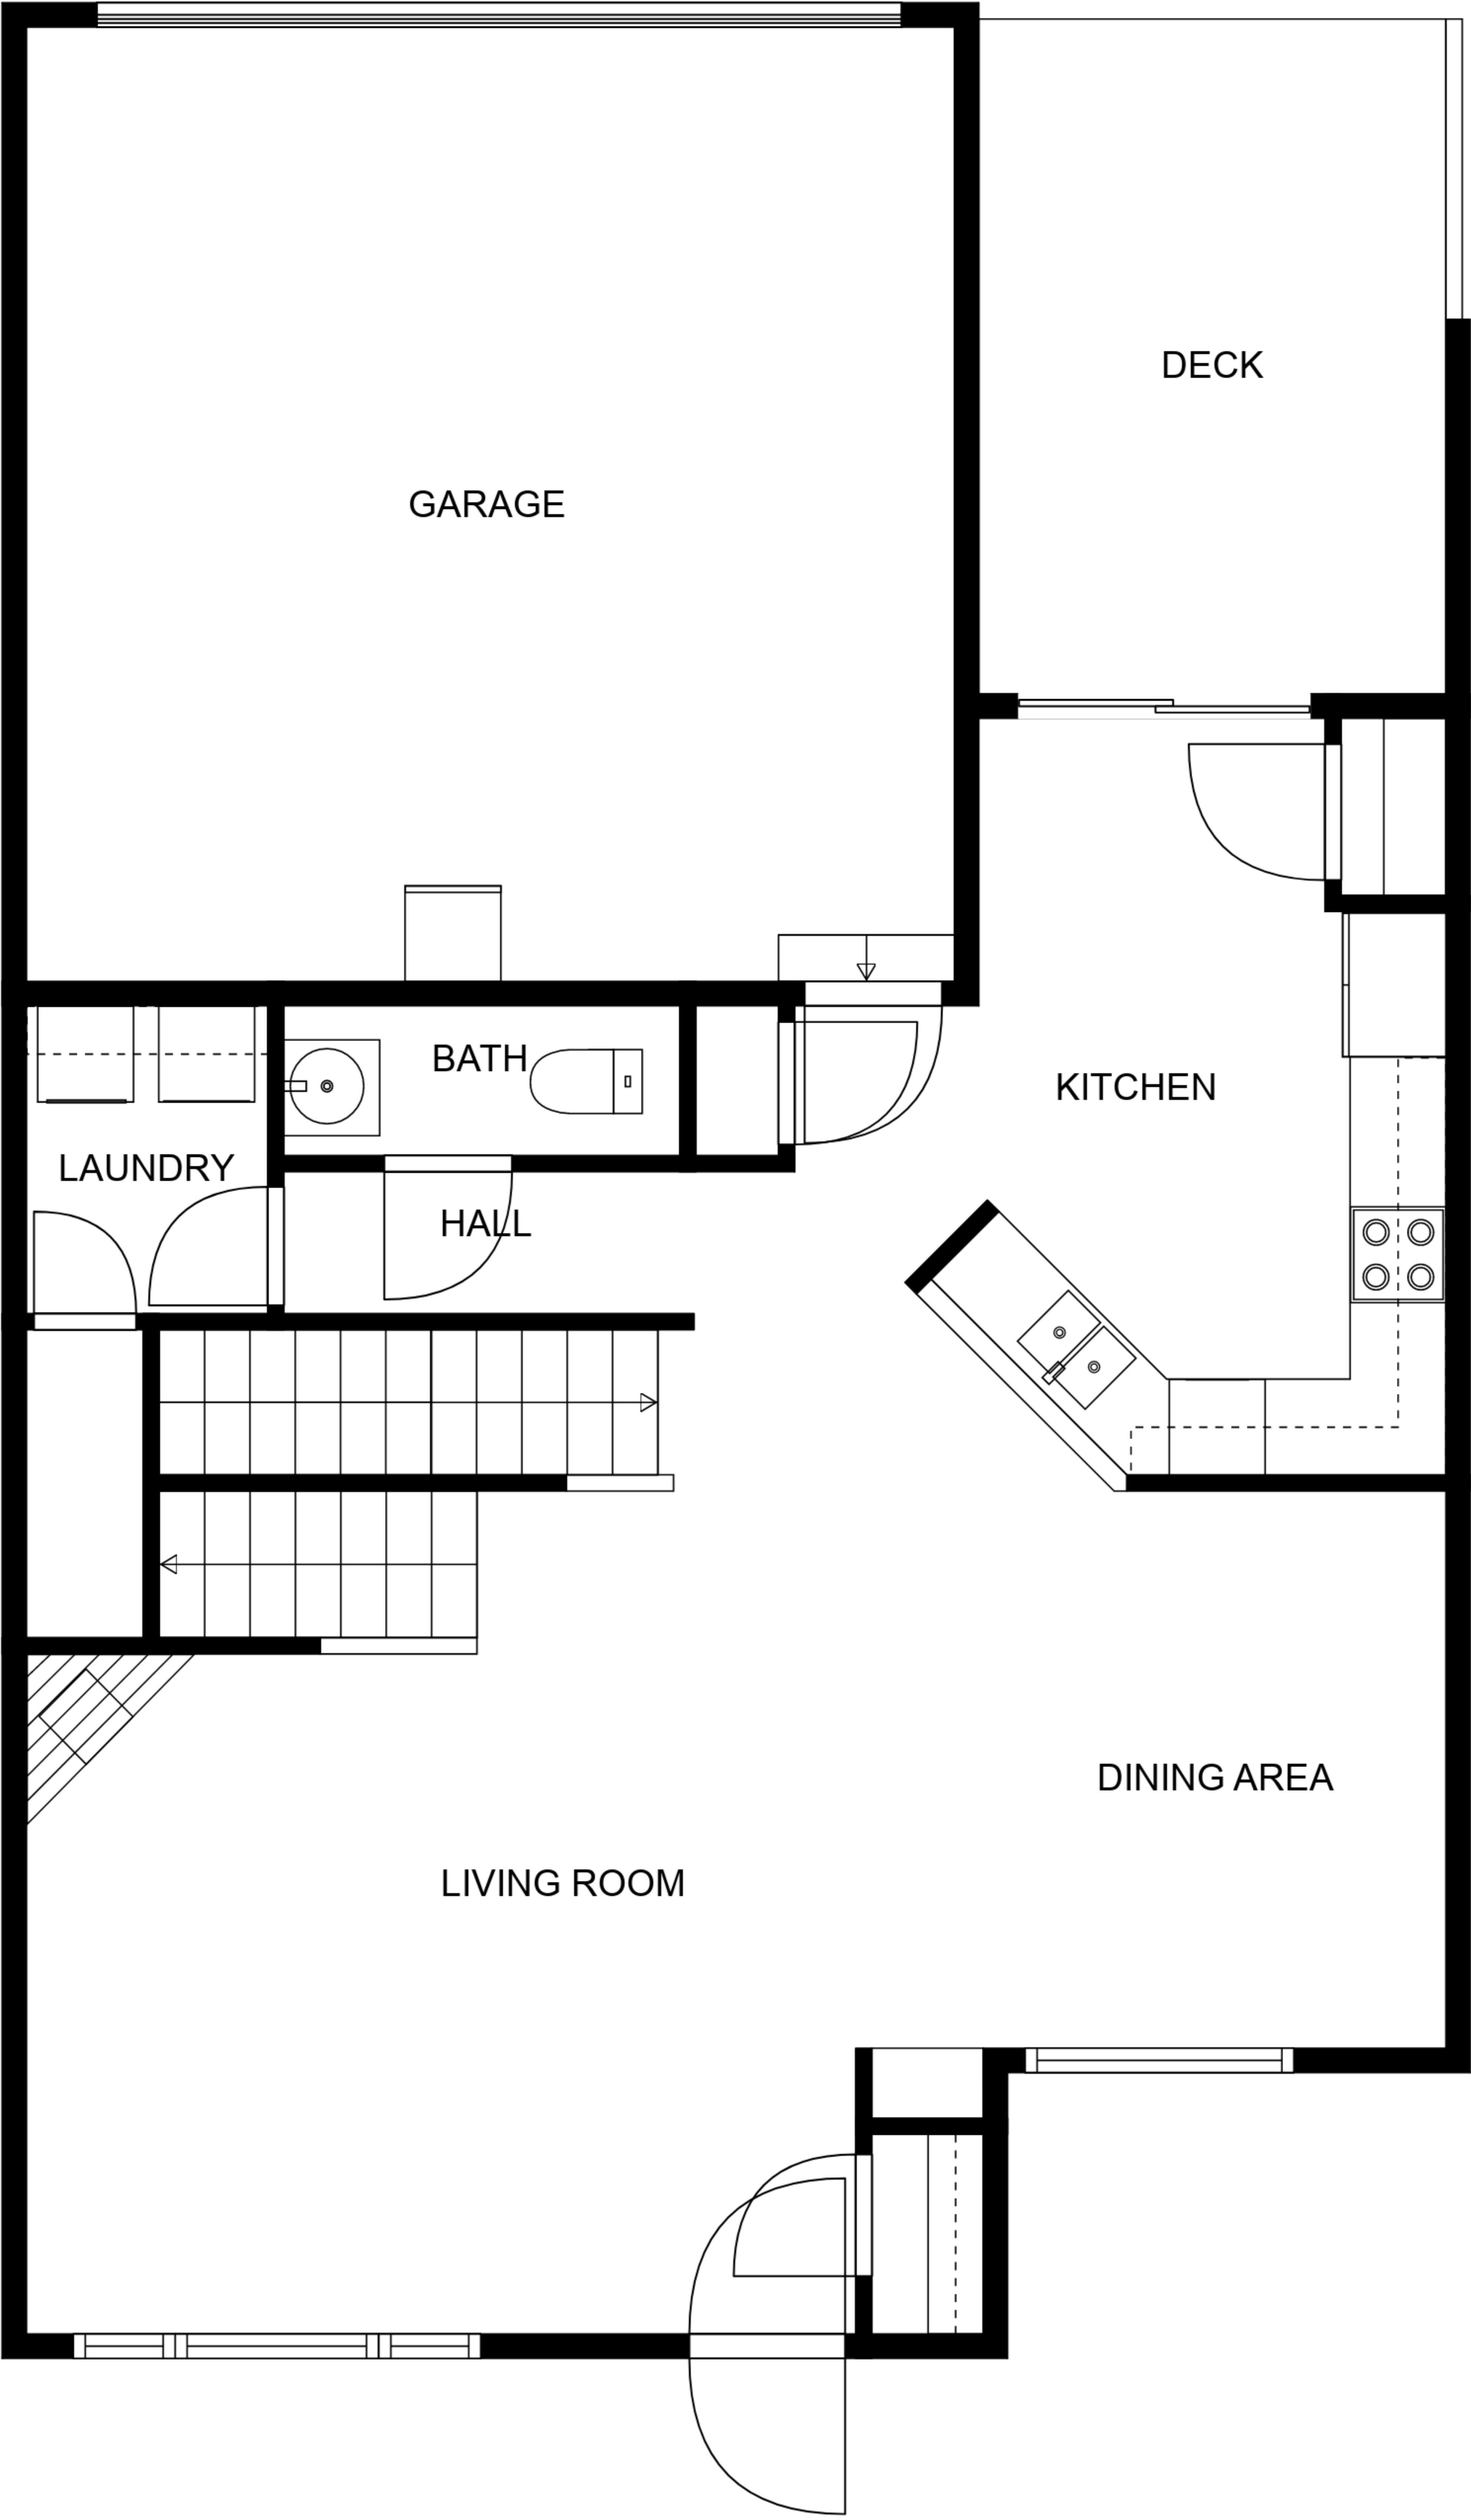 DECK
GARAGE
BATH
KITCHEN
LAUNDRY
HALL
DINING AREA
LIVING ROOM